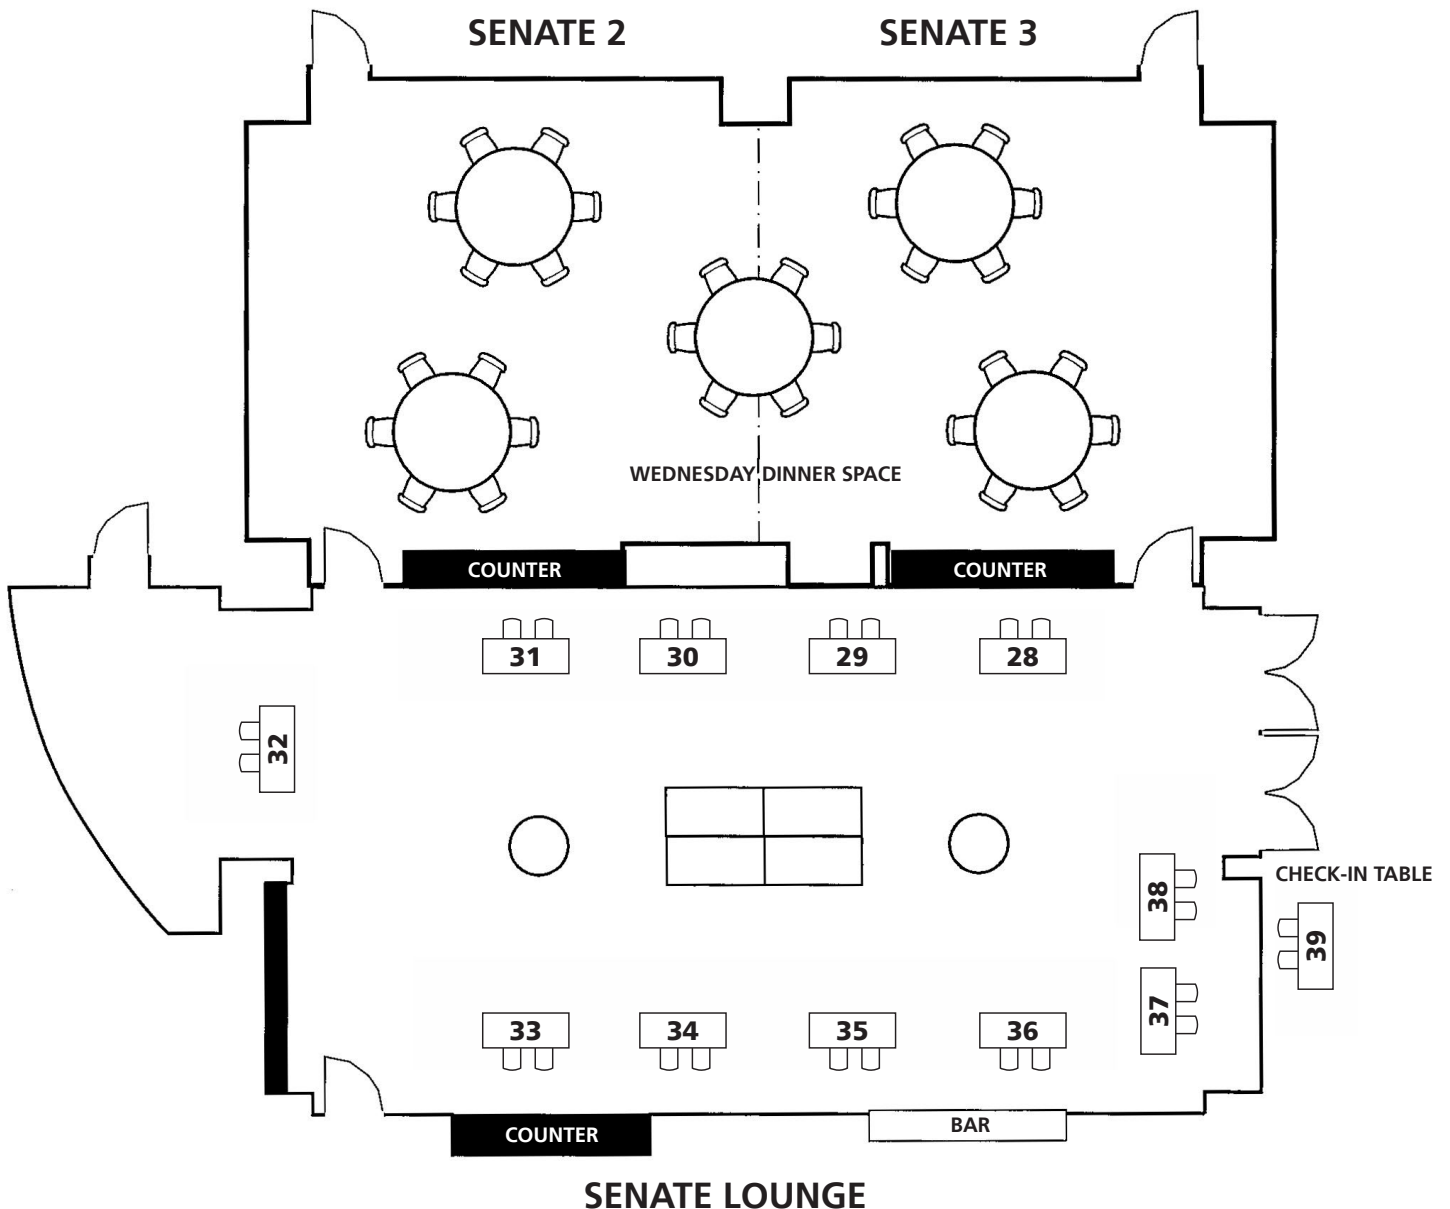 SENATE 2
SENATE 3
WEDNESDAY DINNER SPACE
COUNTER
COUNTER
31
30
29
28
32
38
CHECK-IN TABLE
39
37
33
34
35
36
COUNTER
BAR
SENATE LOUNGE